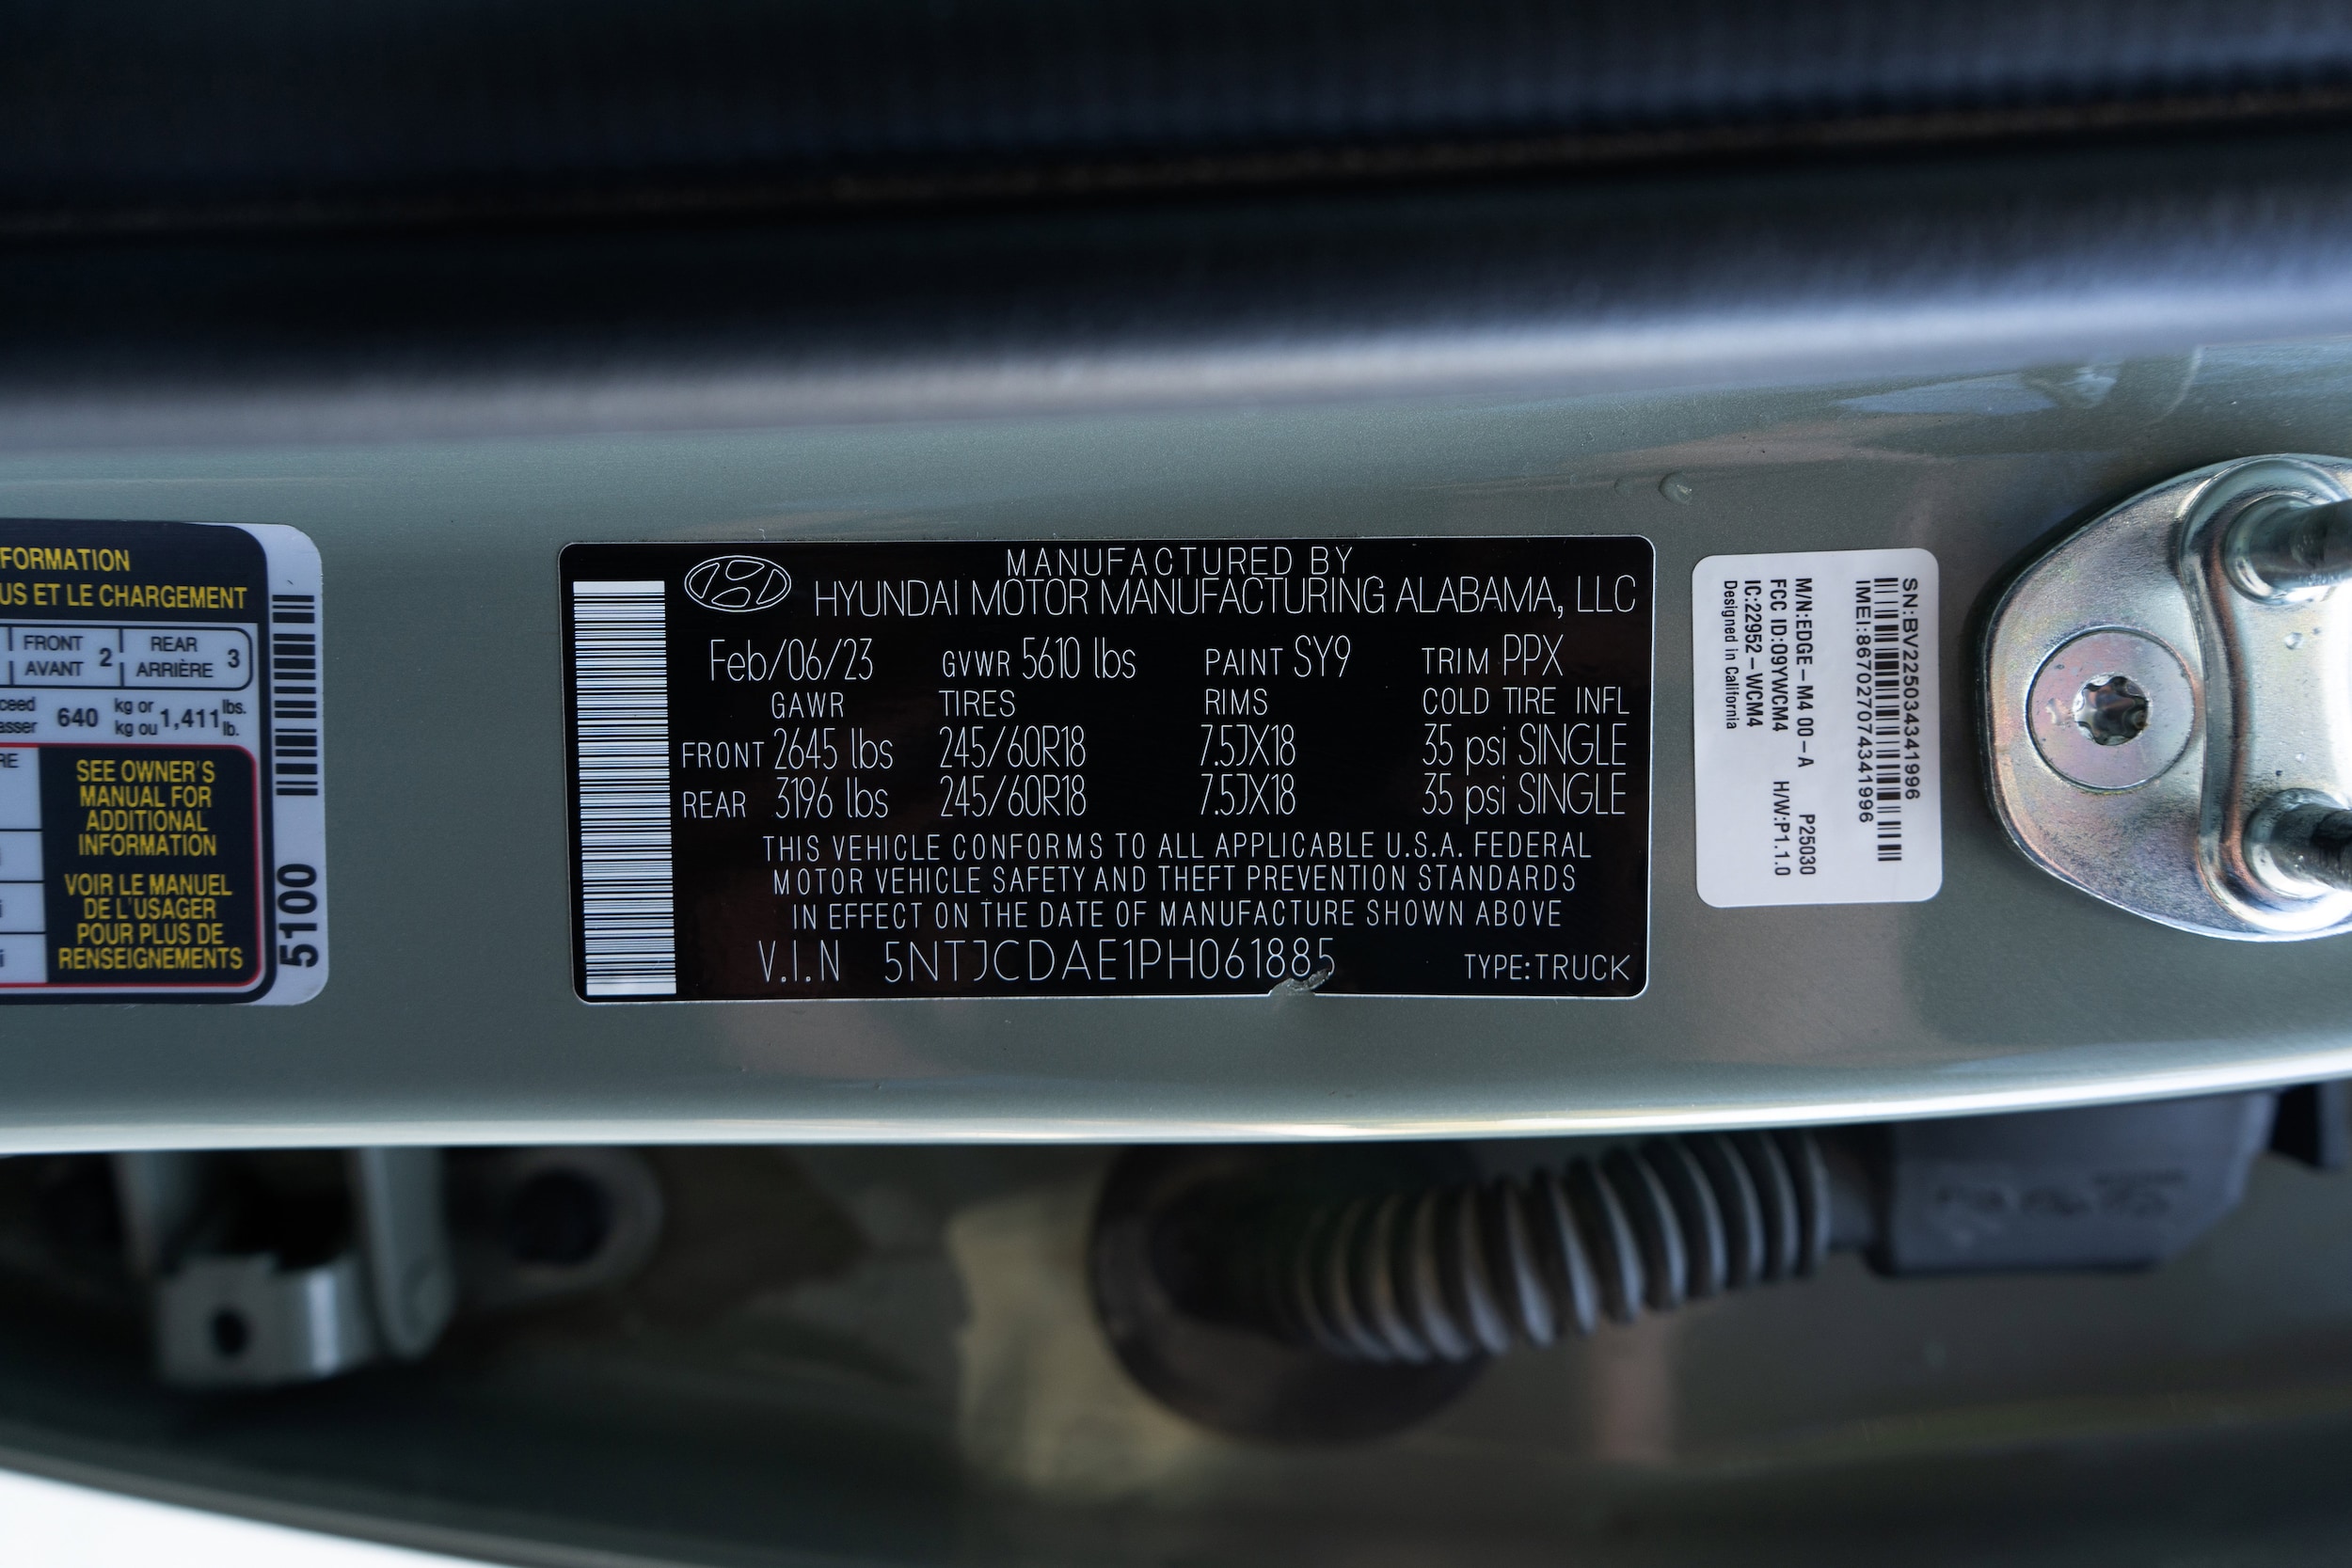 FORMATION
US ET LE CHARGEMENT
FRONT 2 REAR 3
AVANT ARRIÈRE
ceed 640 kg or 1,411 lbs.
asser kg ou lb.
RE
SEE OWNER'S
MANUAL FOR
ADDITIONAL
INFORMATION
VOIR LE MANUEL
DE L'USAGER
POUR PLUS DE
RENSEIGNEMENTS
5100
MANUFACTURED BY
HYUNDAI MOTOR MANUFACTURING ALABAMA, LLC
Feb/06/23 GVWR 5610 lbs PAINT SY9 TRIM PPX
GAWR TIRES RIMS COLD TIRE INFL
FRONT 2645 lbs 245/60R18 7.5JX18 35 psi SINGLE
REAR 3196 lbs 245/60R18 7.5JX18 35 psi SINGLE
THIS VEHICLE CONFORMS TO ALL APPLICABLE U.S.A. FEDERAL
MOTOR VEHICLE SAFETY AND THEFT PREVENTION STANDARDS
IN EFFECT ON THE DATE OF MANUFACTURE SHOWN ABOVE
V.I.N 5NTJCDAE1PH061885 TYPE:TRUCK
SN:BV225034341996
IMEI:867027074341996
M/N:EDGE-M4 00-A P25030
FCC ID:09YWCM4 H/W:P1.1.0
IC:22952-WCM4
Designed in California